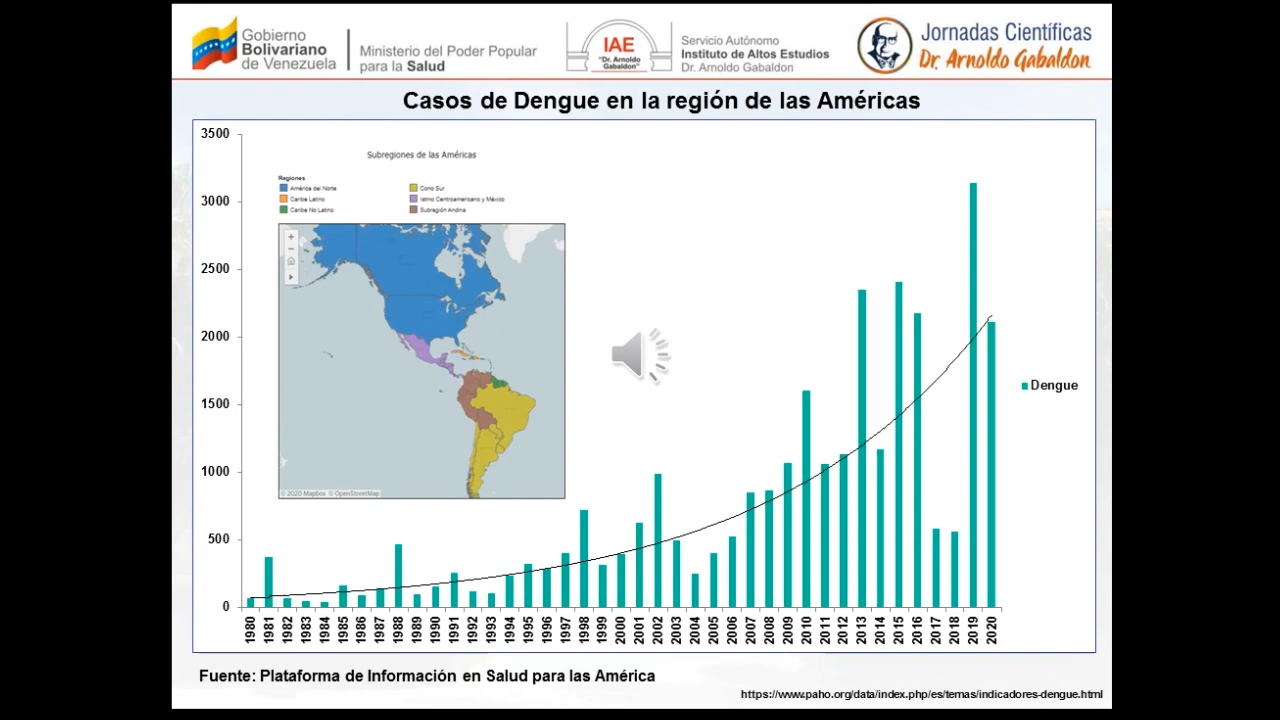 Gobierno
Bolivariano
de Venezuela
Ministerio del Poder Popular
para la Salud
IAE
"Dr. Arnoldo
Gabaldon"
Servicio Autónomo
Instituto de Altos Estudios
Dr. Arnoldo Gabaldon
Jornadas Científicas
Dr. Arnoldo Gabaldon
Casos de Dengue en la región de las Américas
3500
3000
2500
2000
1500
1000
500
0
Subregiones de las Américas
Regiones
América del Norte
Caribe Latino
Caribe No Latino
Cono Sur
Istmo Centroamericano y México
Subregión Andina
© 2020 Mapbox © OpenStreetMap
Dengue
1980 1981 1982 1983 1984 1985 1986 1987 1988 1989 1990 1991 1992 1993 1994 1995 1996 1997 1998 1999 2000 2001 2002 2003 2004 2005 2006 2007 2008 2009 2010 2011 2012 2013 2014 2015 2016 2017 2018 2019 2020
Fuente: Plataforma de Información en Salud para las América
https://www.paho.org/data/index.php/es/temas/indicadores-dengue.html